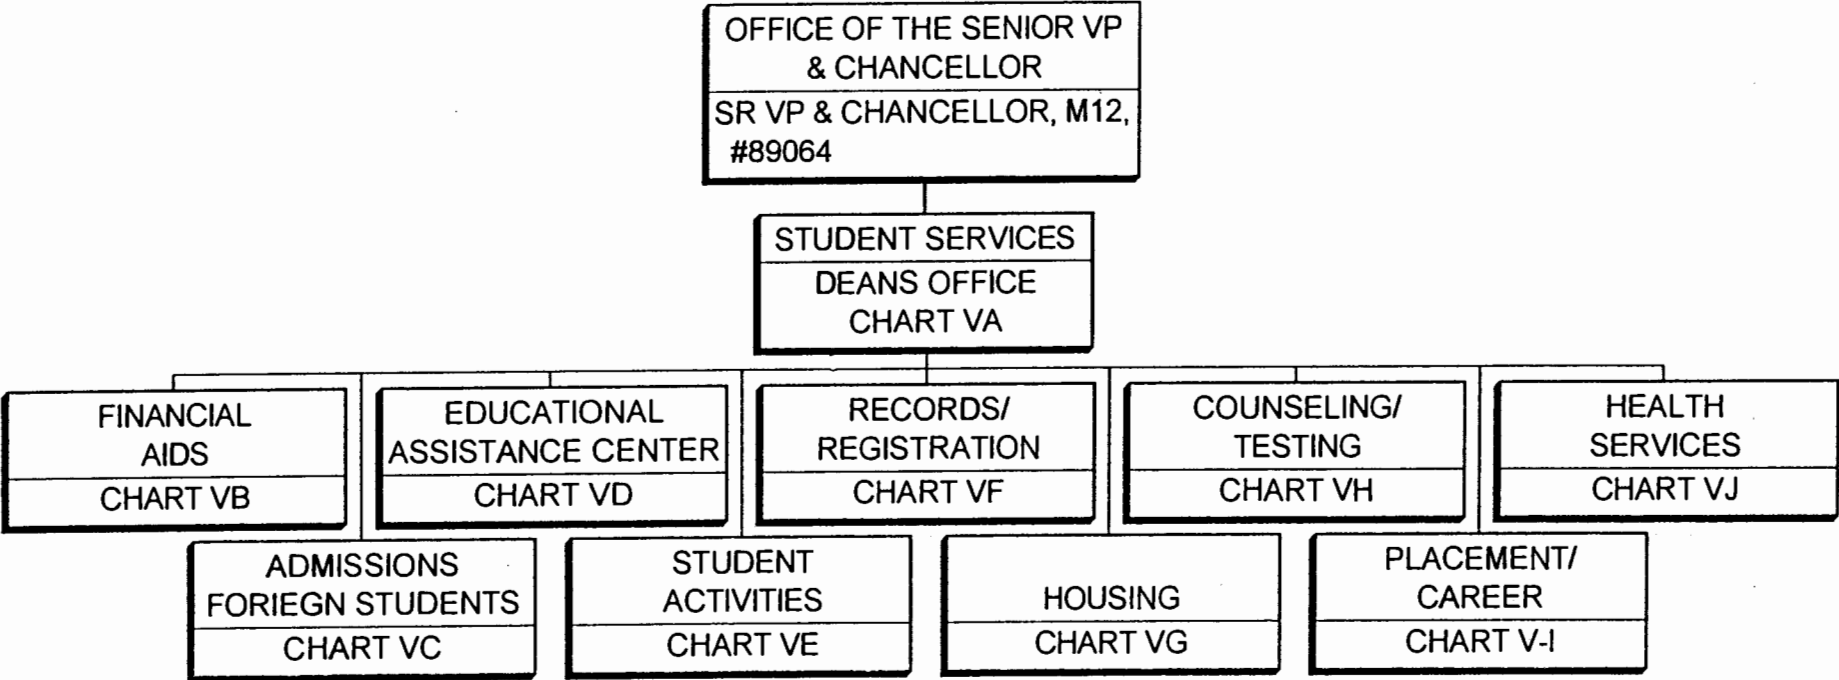 OFFICE OF THE SENIOR VP
& CHANCELLOR
SR VP & CHANCELLOR, M12,
#89064
STUDENT SERVICES
DEANS OFFICE
CHART VA
FINANCIAL
AIDS
CHART VB
EDUCATIONAL
ASSISTANCE CENTER
CHART VD
RECORDS/
REGISTRATION
CHART VF
COUNSELING/
TESTING
CHART VH
HEALTH
SERVICES
CHART VJ
ADMISSIONS
FORIEGN STUDENTS
CHART VC
STUDENT
ACTIVITIES
CHART VE
HOUSING
CHART VG
PLACEMENT/
CAREER
CHART V-I